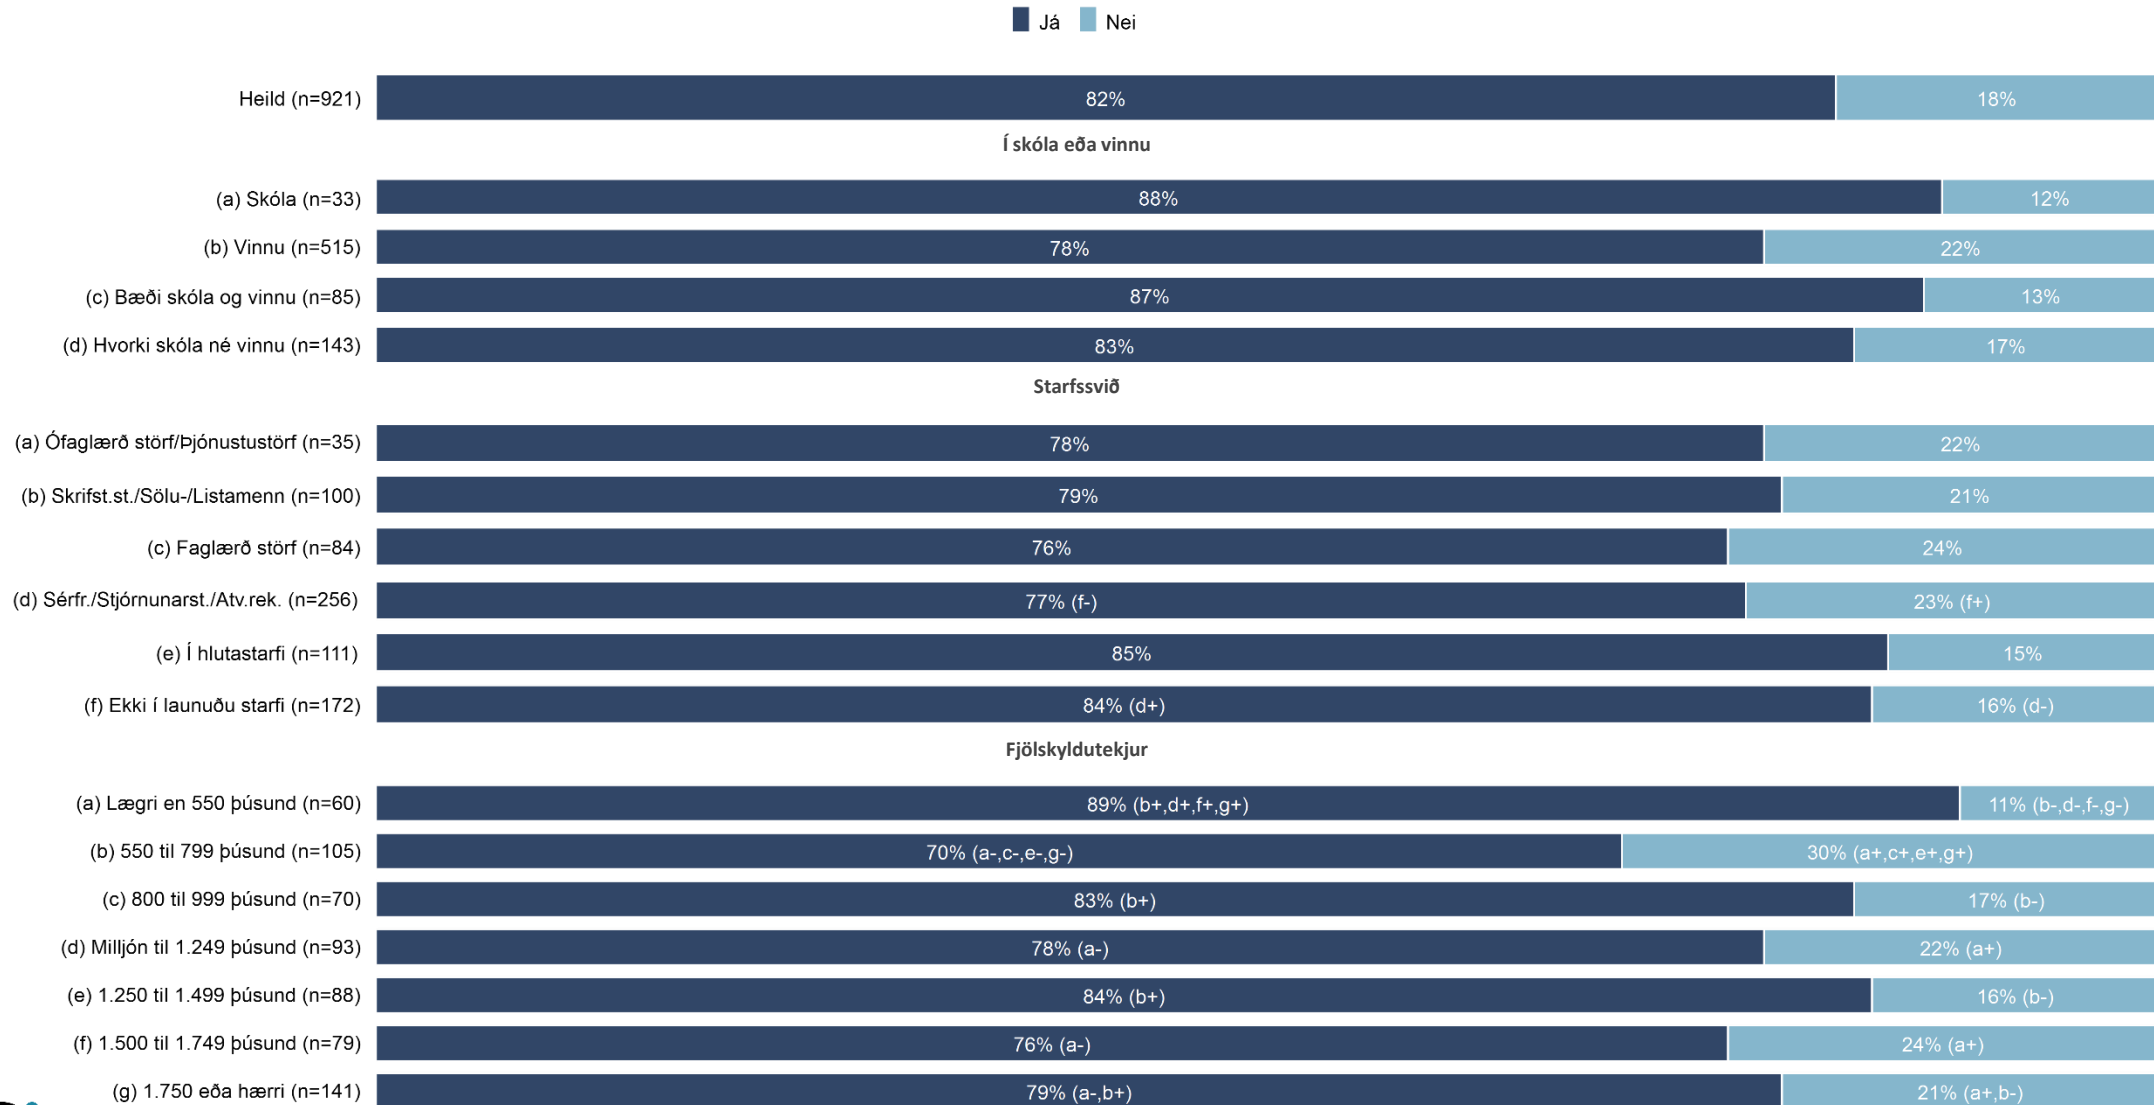 Já Nei
Heild (n=921) 82% 18%
Í skóla eða vinnu
(a) Skóla (n=33) 88% 12%
(b) Vinnu (n=515) 78% 22%
(c) Bæði skóla og vinnu (n=85) 87% 13%
(d) Hvorki skóla né vinnu (n=143) 83% 17%
Starfssvið
(a) Ófaglærð störf/Þjónustustörf (n=35) 78% 22%
(b) Skrifst.st./Sölu-/Listamenn (n=100) 79% 21%
(c) Faglærð störf (n=84) 76% 24%
(d) Sérfr./Stjórnunarst./Atv.rek. (n=256) 77% (f-) 23% (f+)
(e) Í hlutastarfi (n=111) 85% 15%
(f) Ekki í launuðu starfi (n=172) 84% (d+) 16% (d-)
Fjölskyldutekjur
(a) Lægri en 550 þúsund (n=60) 89% (b+,d+,f+,g+) 11% (b-,d-,f-,g-)
(b) 550 til 799 þúsund (n=105) 70% (a-,c-,e-,g-) 30% (a+,c+,e+,g+)
(c) 800 til 999 þúsund (n=70) 83% (b+) 17% (b-)
(d) Milljón til 1.249 þúsund (n=93) 78% (a-) 22% (a+)
(e) 1.250 til 1.499 þúsund (n=88) 84% (b+) 16% (b-)
(f) 1.500 til 1.749 þúsund (n=79) 76% (a-) 24% (a+)
(g) 1.750 eða hærri (n=141) 79% (a-,b+) 21% (a+,b-)